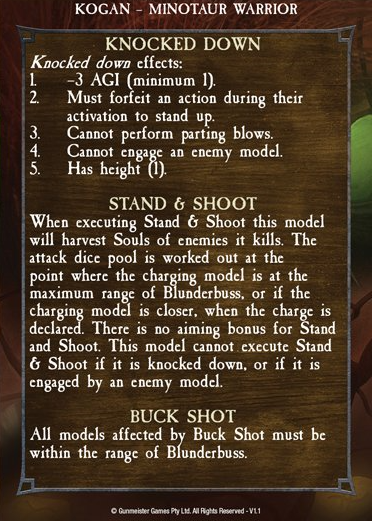 KOGAN – MINOTAUR WARRIOR
KNOCKED DOWN
Knocked down effects:
1. –3 AGI (minimum 1).
2. Must forfeit an action during their
activation to stand up.
3. Cannot perform parting blows.
4. Cannot engage an enemy model.
5. Has height (1).
STAND & SHOOT
When executing Stand & Shoot this model
will harvest Souls of enemies it kills. The
attack dice pool is worked out at the
point where the charging model is at the
maximum range of Blunderbuss, or if the
charging model is closer, when the charge is
declared. There is no aiming bonus for Stand
and Shoot. This model cannot execute Stand
& Shoot if it is knocked down, or if it is
engaged by an enemy model.
BUCK SHOT
All models affected by Buck Shot must be
within the range of Blunderbuss.
© Gunmeister Games Pty Ltd. All Rights Reserved - V1.1